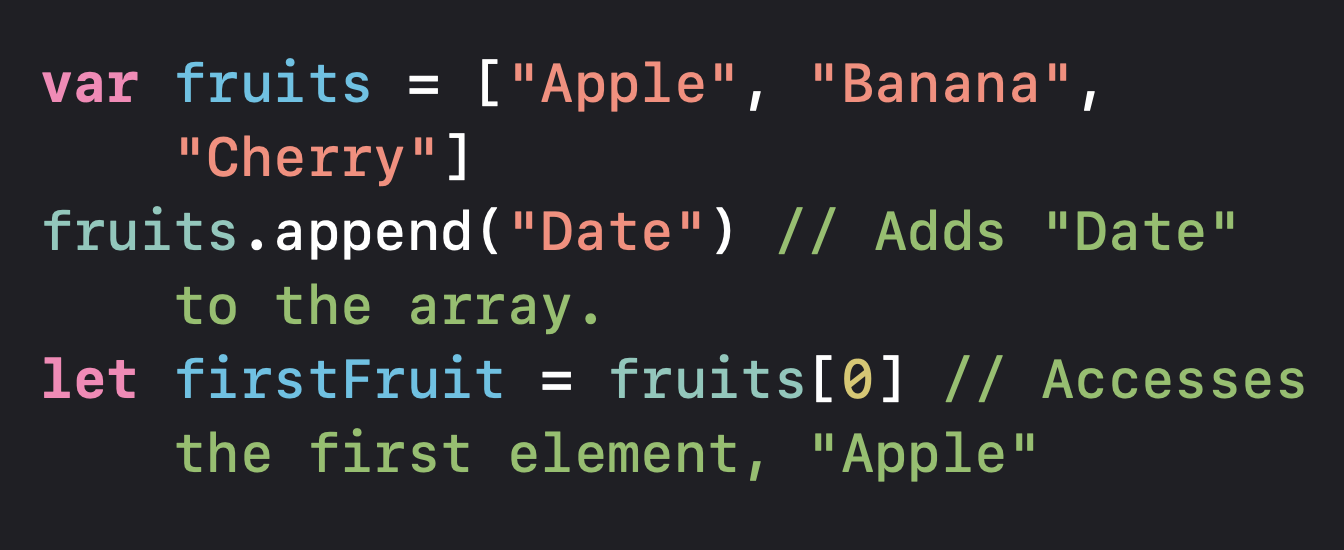 var fruits = ["Apple", "Banana",
    "Cherry"]
fruits.append("Date") // Adds "Date"
    to the array.
let firstFruit = fruits[0] // Accesses
    the first element, "Apple"